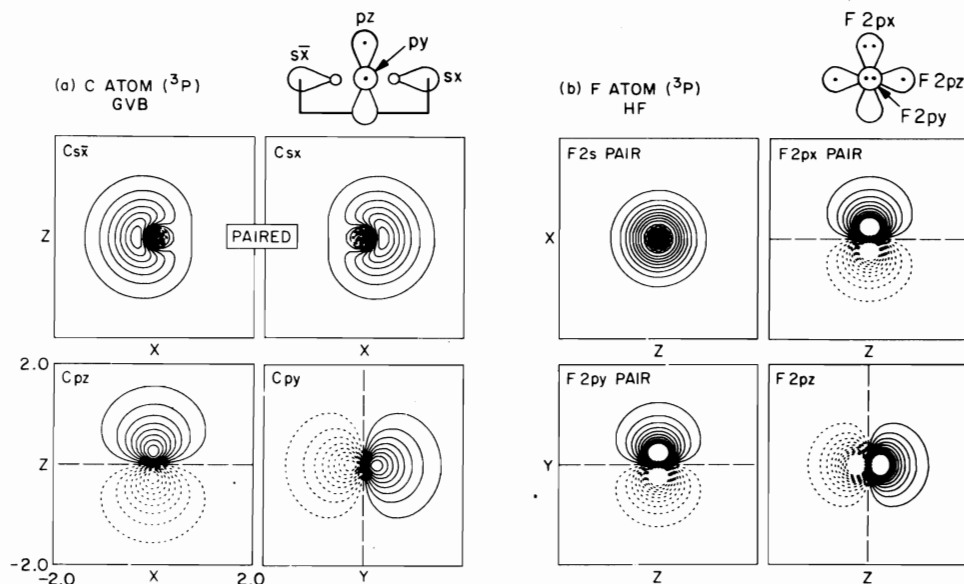 pz
py
sx̄
sx
(a) C ATOM (³P)
GVB
Csx̄
Csx
PAIRED
Z
X
X
2.0
Cpz
Cpy
Z
-2.0
-2.0
X
2.0
Y
F 2px
F 2pz
F 2py
(b) F ATOM (³P)
HF
F2s PAIR
F2px PAIR
X
Z
Z
F 2py PAIR
F 2pz
Y
Z
Z